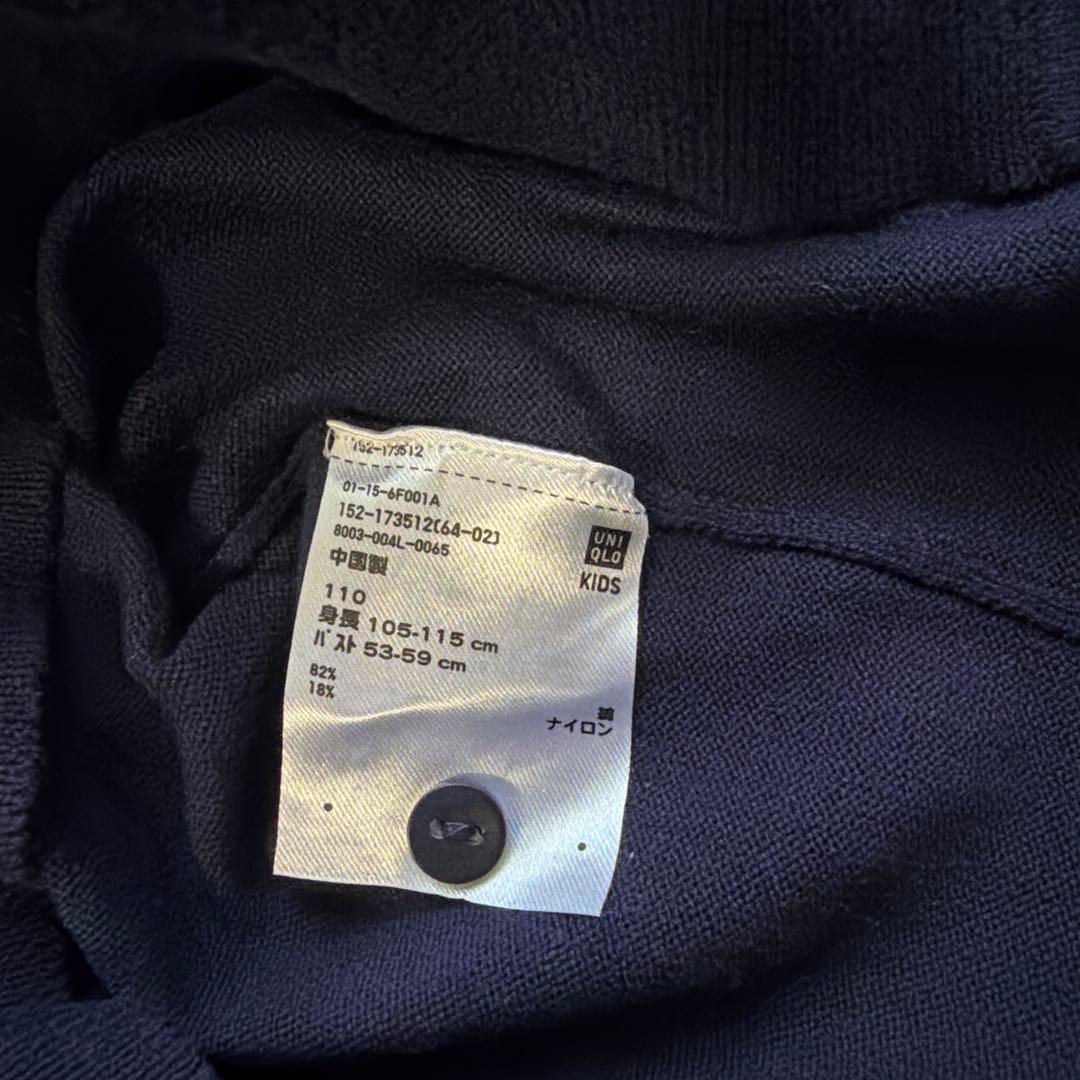 152-173512
01-15-6F001A
152-173512(64-02)
8003-004L-0065
中国製
UNI
QLO
KIDS
110
身長 105-115 cm
バスト 53-59 cm
82%
18%
綿
ナイロン